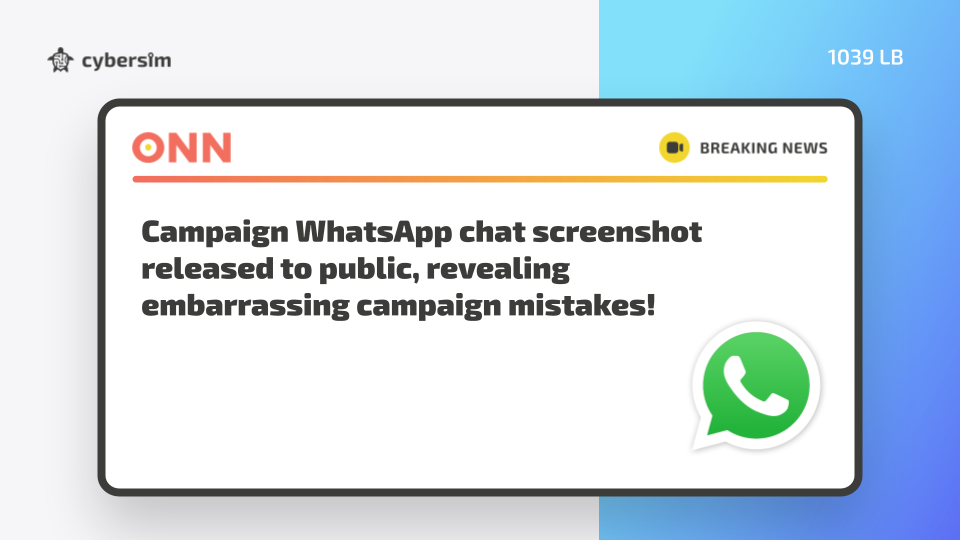 cybersim
1039 LB
ONN
BREAKING NEWS
Campaign WhatsApp chat screenshot
released to public, revealing
embarrassing campaign mistakes!